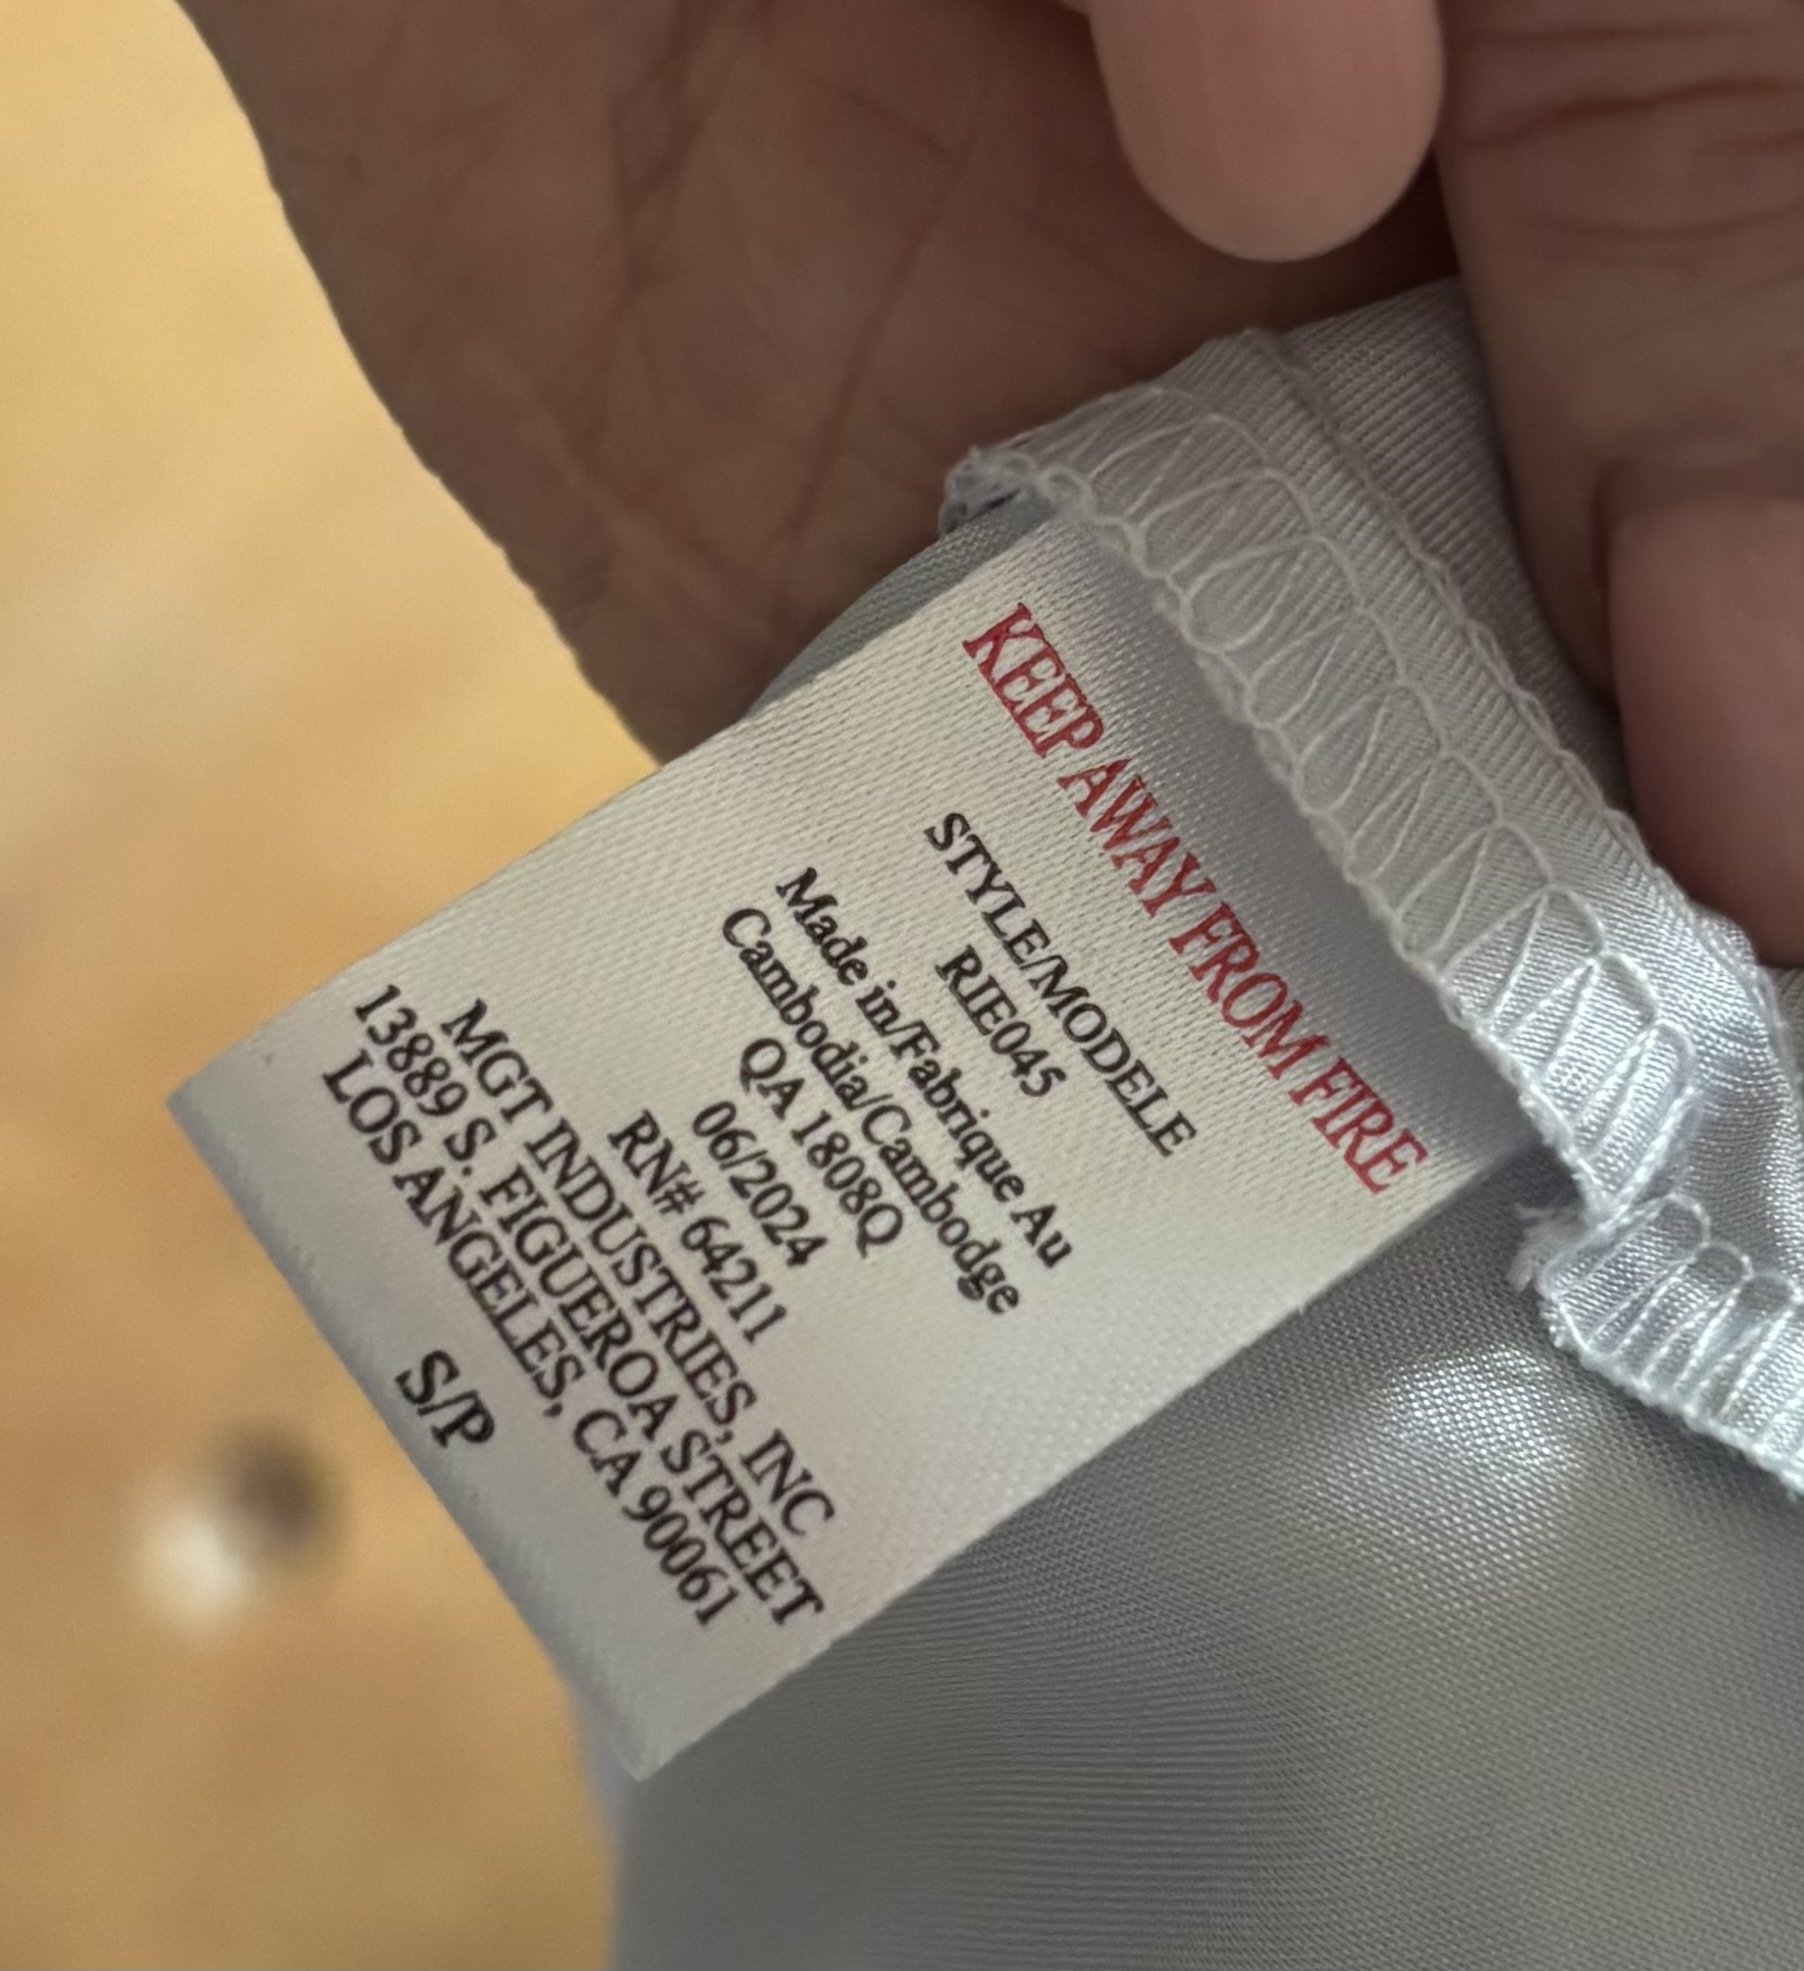 KEEP AWAY FROM FIRE
STYLE/MODELE
RIE045
Made in/Fabrique Au
Cambodia/Cambodge
QA 1808Q
06/2024
RN# 64211
MGT INDUSTRIES, INC
13889 S. FIGUEROA STREET
LOS ANGELES, CA 90061
S/P